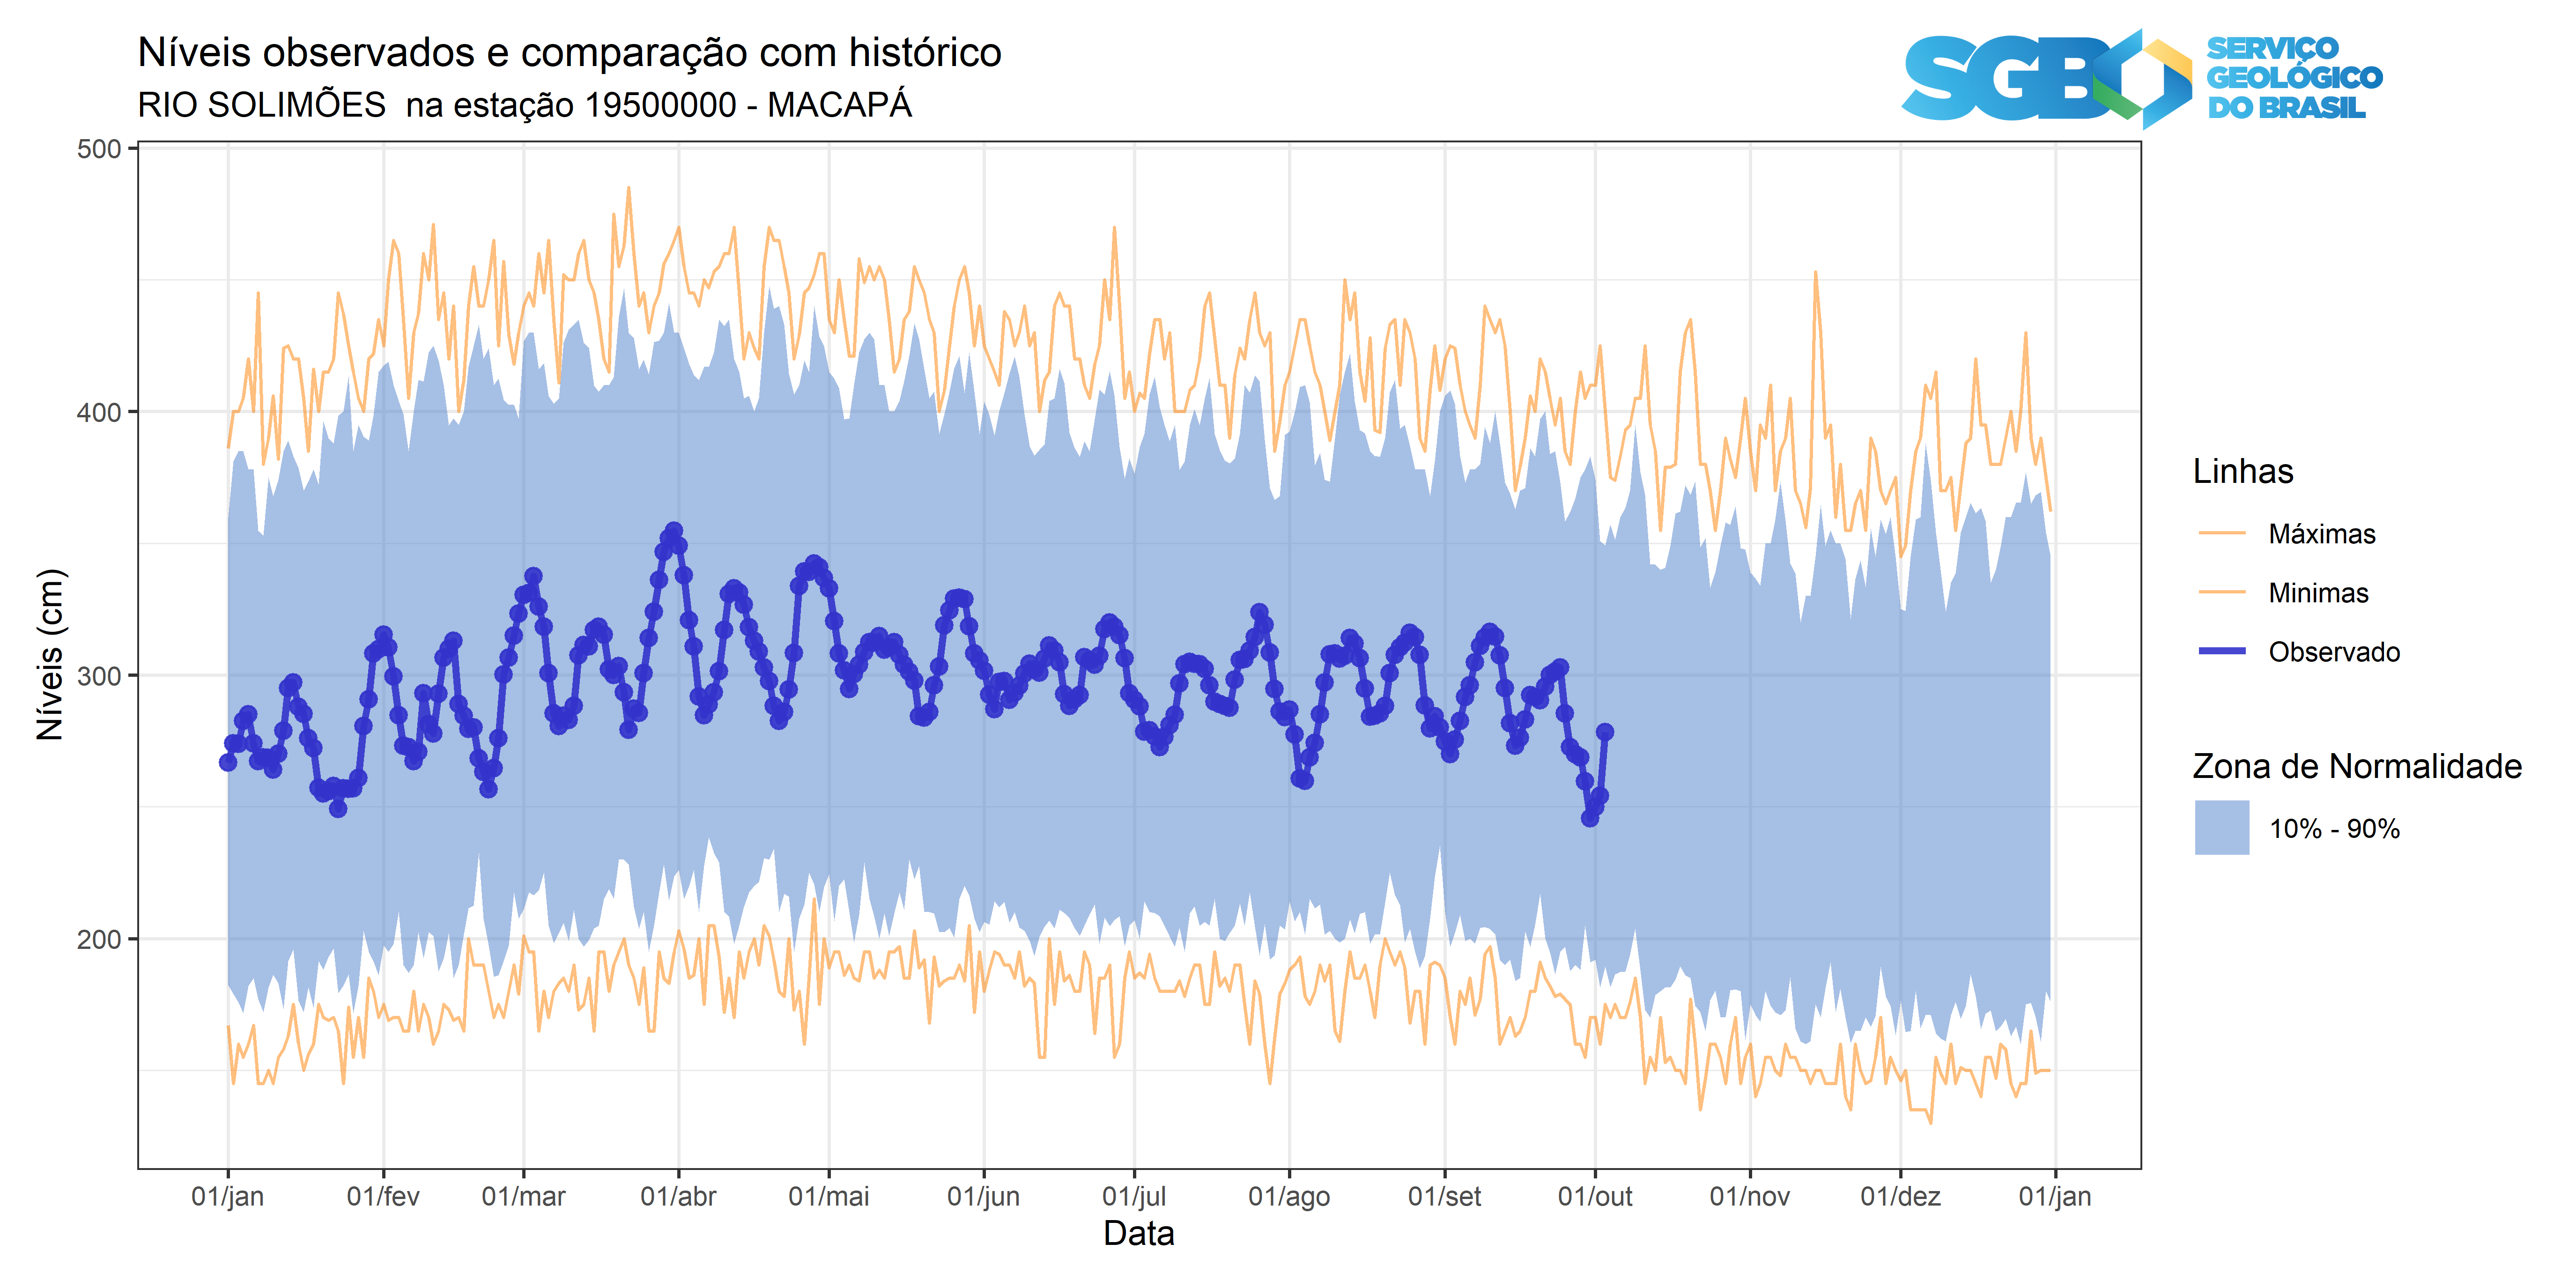 Níveis observados e comparação com histórico
RIO SOLIMÕES  na estação 19500000 - MACAPÁ
SGB
SERVIÇO
GEOLÓGICO
DO BRASIL
Níveis (cm)
500
400
300
200
01/jan
01/fev
01/mar
01/abr
01/mai
01/jun
01/jul
01/ago
01/set
01/out
01/nov
01/dez
01/jan
Data
Linhas
Máximas
Minimas
Observado
Zona de Normalidade
10% - 90%